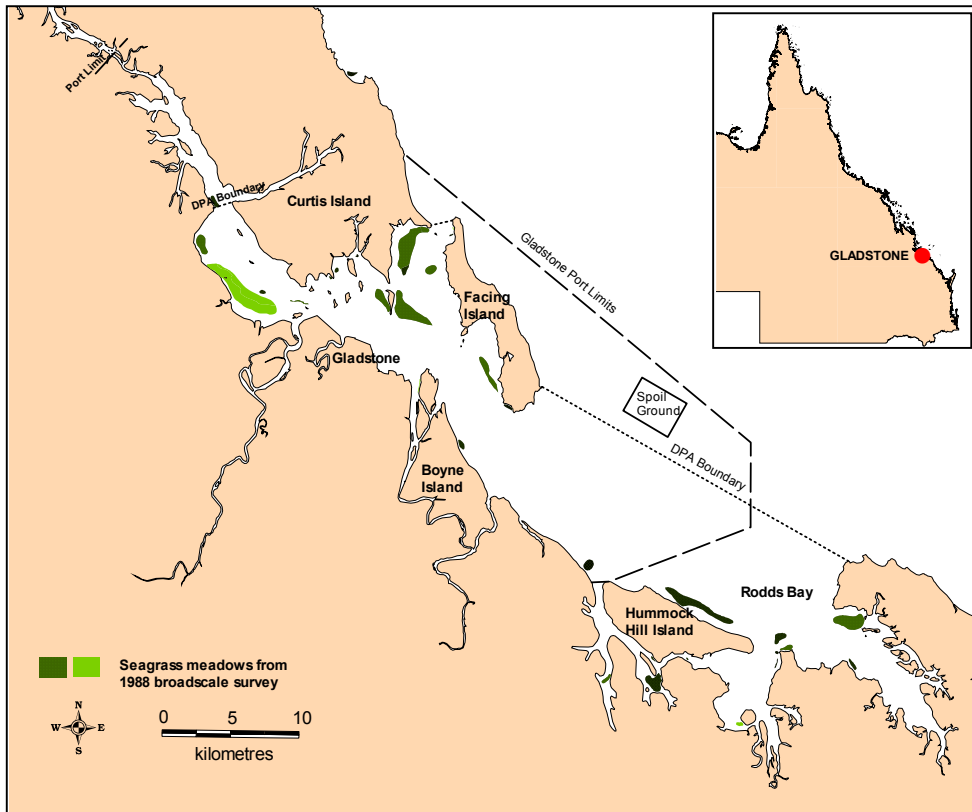 Port Limit
DPA Boundary
Curtis Island
GLADSTONE
Gladstone Port Limits
Facing
Island
Gladstone
Spoil
Ground
DPA Boundary
Boyne
Island
Rodds Bay
Hummock
Hill Island
Seagrass meadows from
1988 broadscale survey
N
W E
S
0 5 10
kilometres